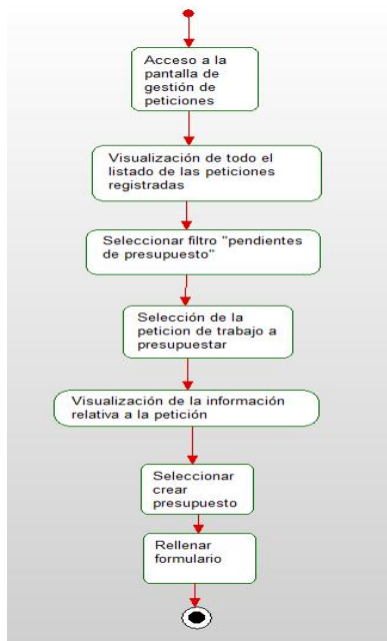 Acceso a la
pantalla de
gestión de
peticiones
Visualización de todo el
listado de las peticiones
registradas
Seleccionar filtro "pendientes
de presupuesto"
Selección de la
peticion de trabajo a
presupuestar
Visualización de la información
relativa a la petición
Seleccionar
crear
presupuesto
Rellenar
formulario